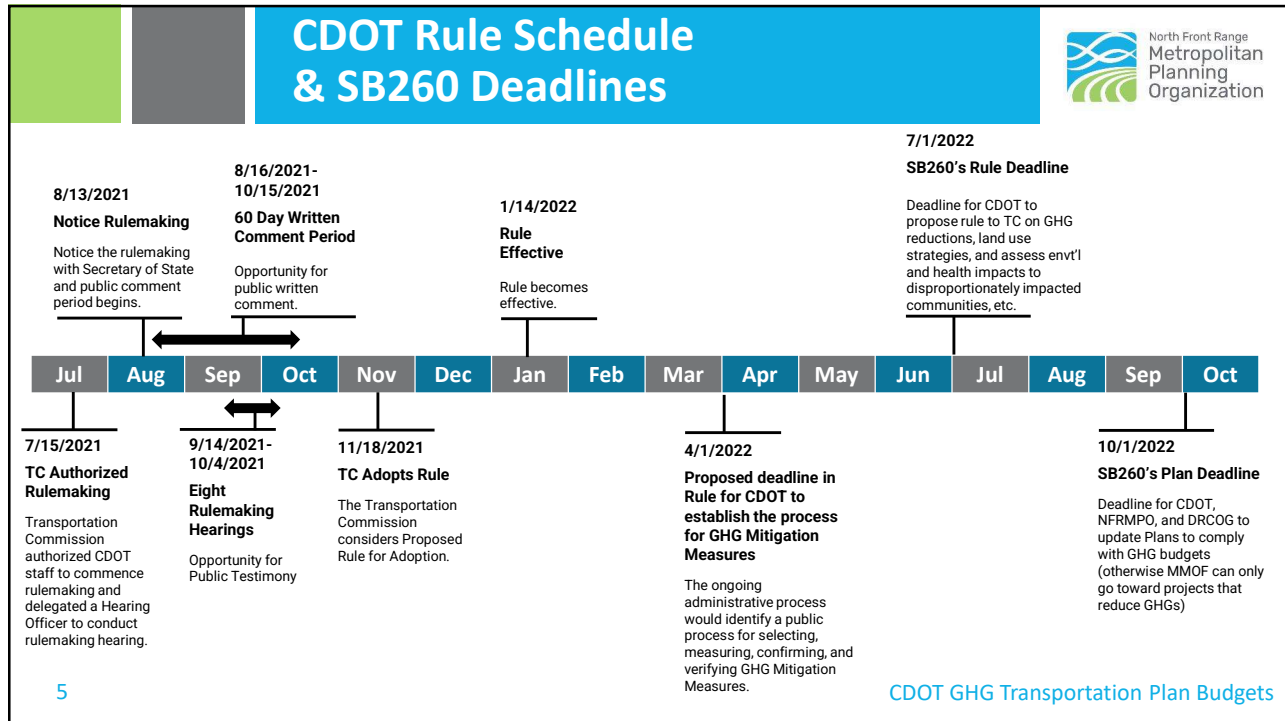 CDOT Rule Schedule
& SB260 Deadlines
North Front Range
Metropolitan
Planning
Organization
8/13/2021
Notice Rulemaking
Notice the rulemaking
with Secretary of State
and public comment
period begins.
8/16/2021-
10/15/2021
60 Day Written
Comment Period
Opportunity for
public written
comment.
1/14/2022
Rule
Effective
Rule becomes
effective.
7/1/2022
SB260's Rule Deadline
Deadline for CDOT to
propose rule to TC on GHG
reductions, land use
strategies, and assess envt'l
and health impacts to
disproportionately impacted
communities, etc.
Jul Aug Sep Oct Nov Dec Jan Feb Mar Apr May Jun Jul Aug Sep Oct
7/15/2021
TC Authorized
Rulemaking
Transportation
Commission
authorized CDOT
staff to commence
rulemaking and
delegated a Hearing
Officer to conduct
rulemaking hearing.
9/14/2021-
10/4/2021
Eight
Rulemaking
Hearings
Opportunity for
Public Testimony
11/18/2021
TC Adopts Rule
The Transportation
Commission
considers Proposed
Rule for Adoption.
4/1/2022
Proposed deadline in
Rule for CDOT to
establish the process
for GHG Mitigation
Measures
The ongoing
administrative process
would identify a public
process for selecting,
measuring, confirming, and
verifying GHG Mitigation
Measures.
10/1/2022
SB260's Plan Deadline
Deadline for CDOT,
NFRMPO, and DRCOG to
update Plans to comply
with GHG budgets
(otherwise MMOF can only
go toward projects that
reduce GHGs)
5
CDOT GHG Transportation Plan Budgets